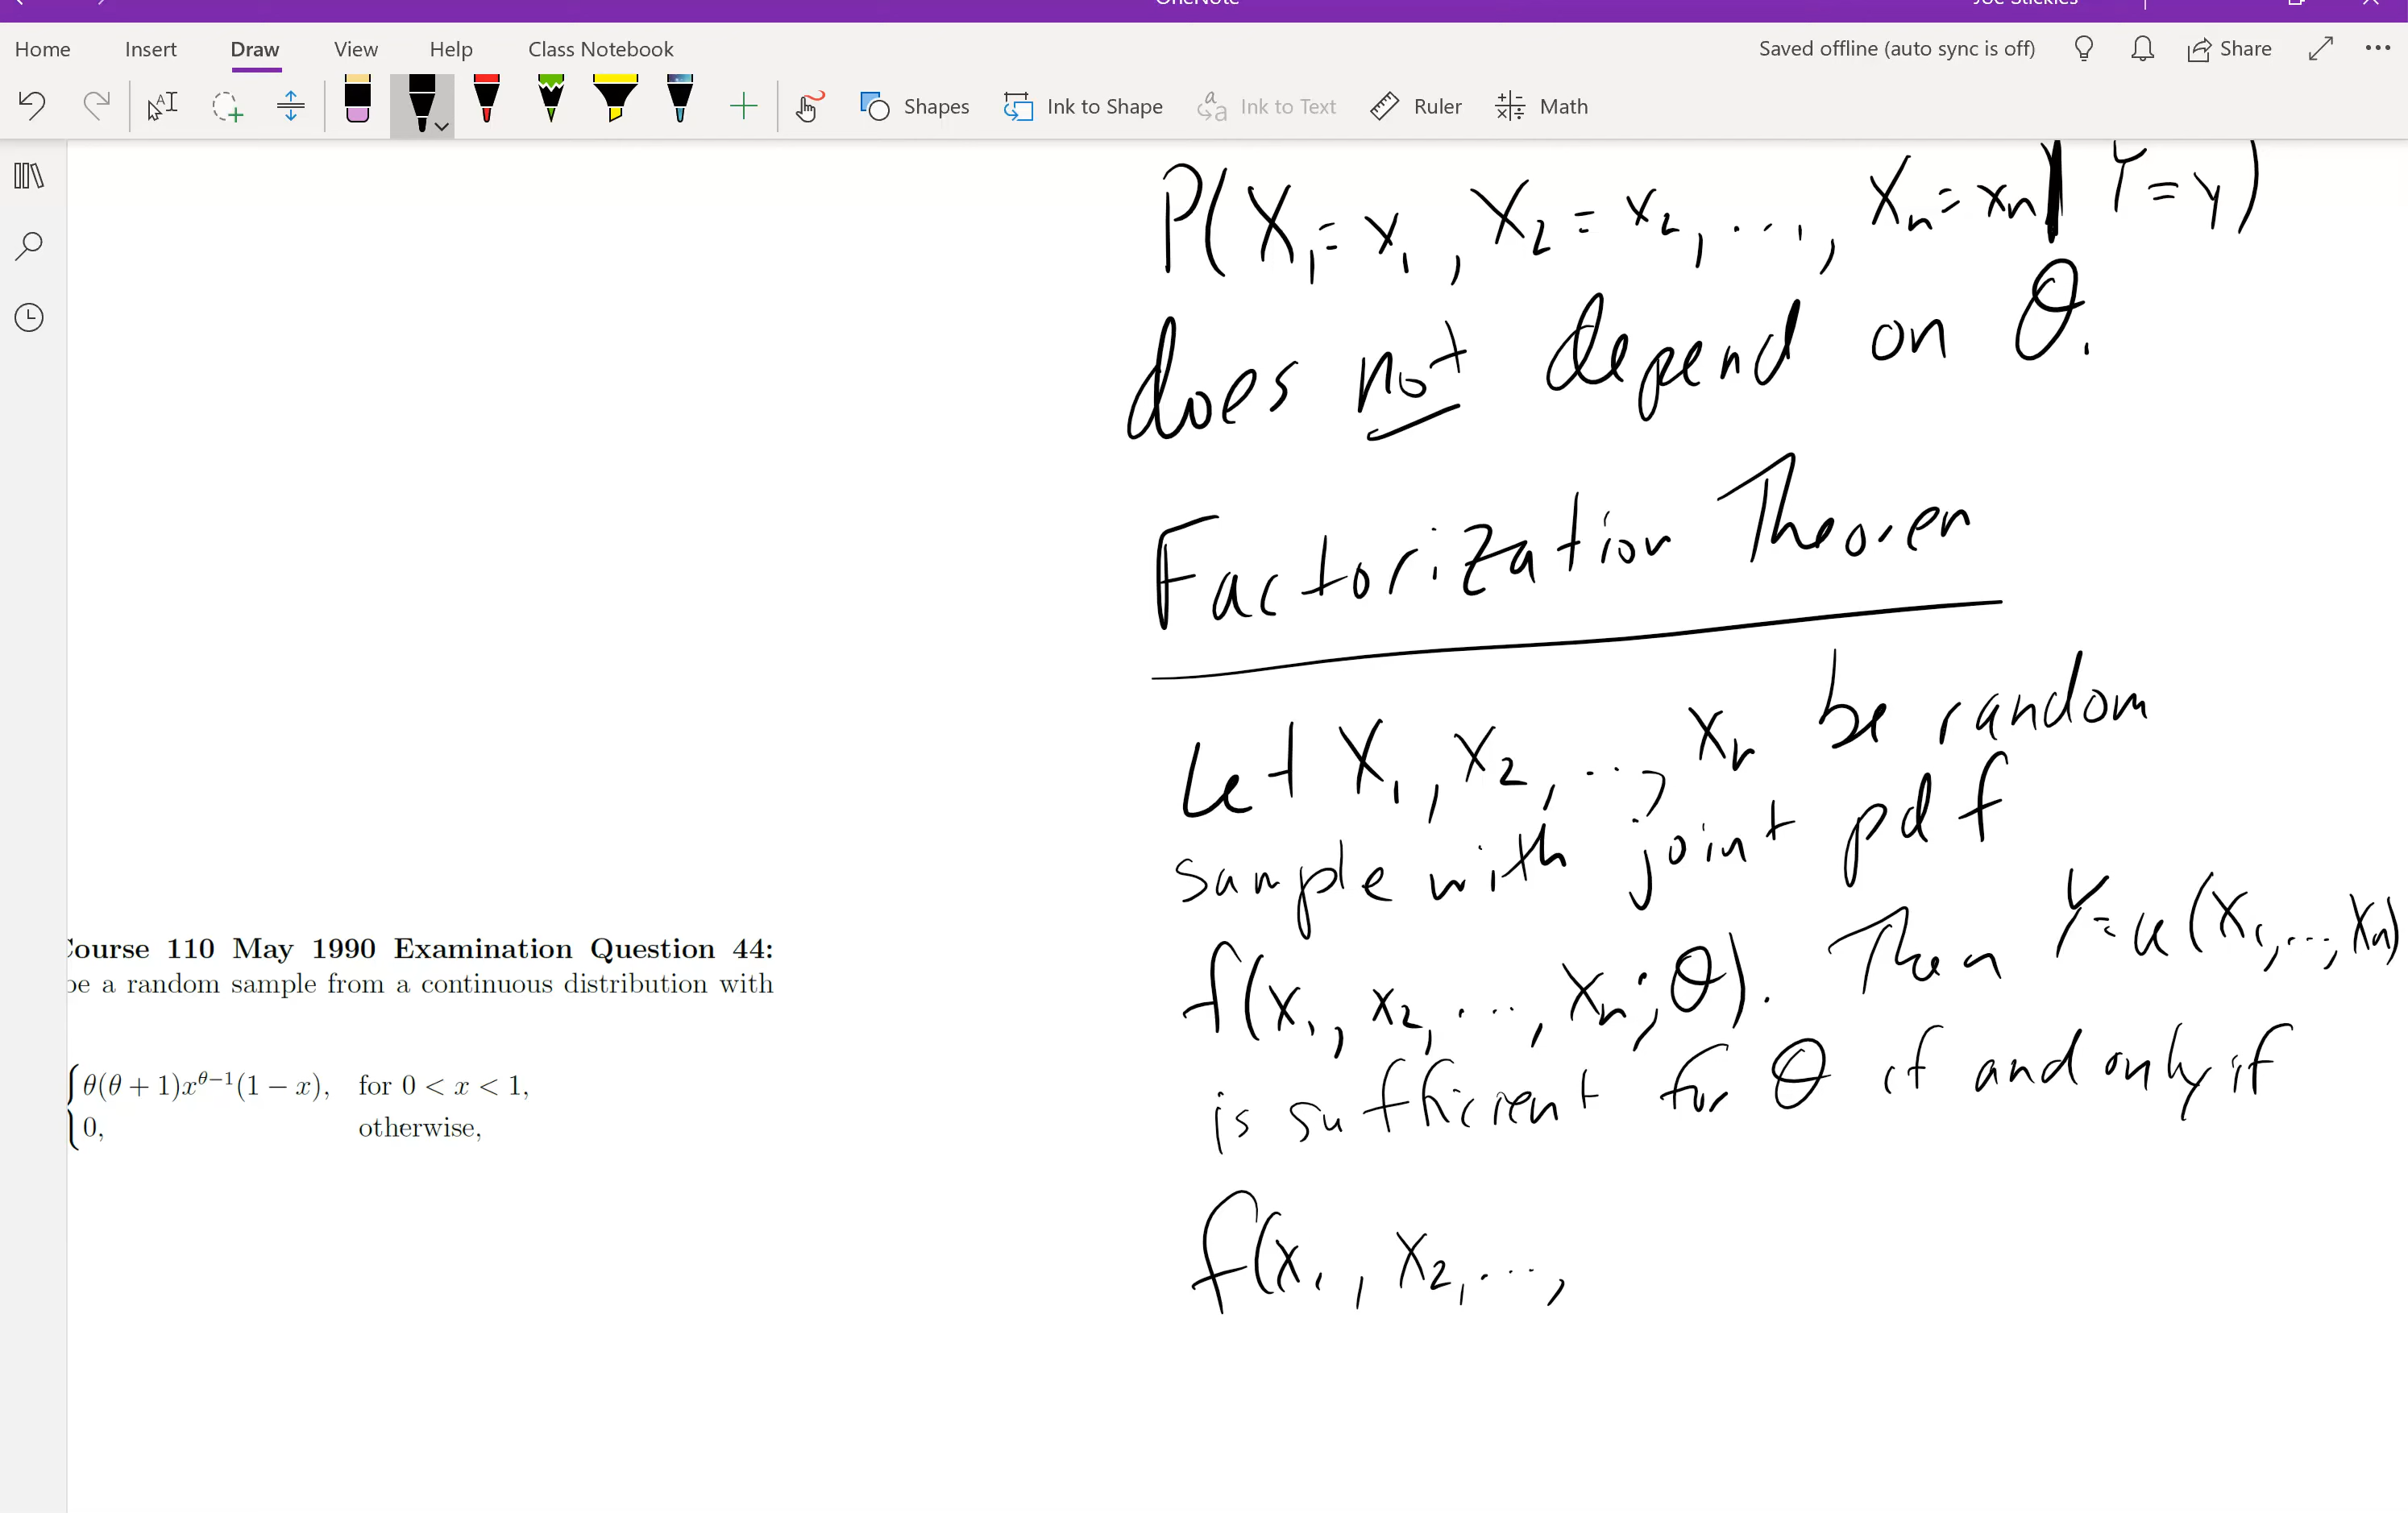 Home Insert Draw View Help Class Notebook Saved offline (auto sync is off) Share
Shapes Ink to Shape Ink to Text Ruler Math
P(X₁ = x₁, X₂ = x₂, ..., Xₙ = xₙ | Y = y)
does not depend on θ.
Factorization Theorem
Let X₁, X₂, ..., Xₙ be random
sample with joint pdf
f(x₁, x₂, ..., xₙ; θ). Then Y = u(X₁, ..., Xₙ)
is sufficient for θ if and only if
f(x₁, x₂, ...,
ourse 110 May 1990 Examination Question 44:
be a random sample from a continuous distribution with
θ(θ + 1)x^{θ−1}(1 − x), for 0 < x < 1,
0, otherwise,